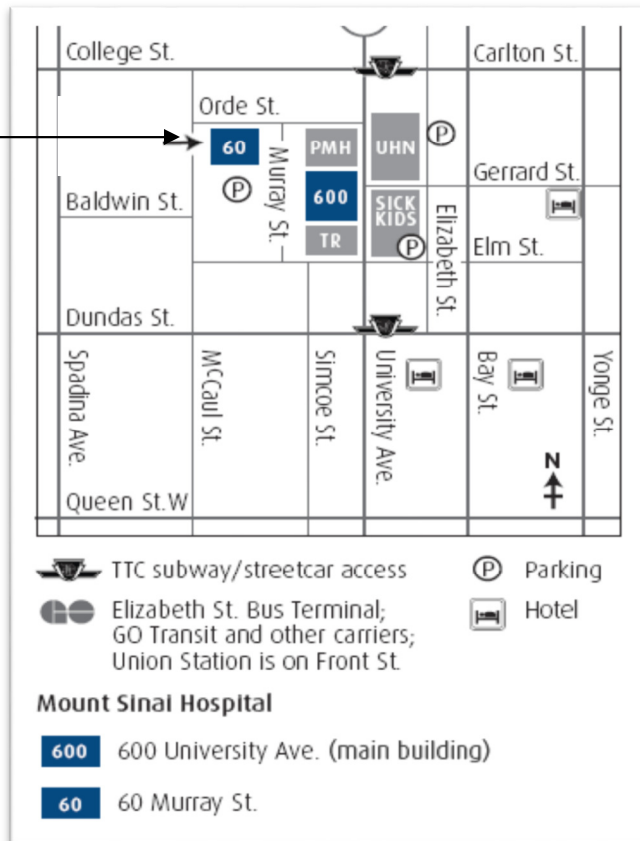 College St.
Carlton St.
Orde St.
60
Murray St.
PMH
UHN
P
Gerrard St.
Baldwin St.
P
600
SICK
KIDS
Elizabeth St.
TR
P
Elm St.
Dundas St.
Spadina Ave.
McCaul St.
Simcoe St.
University Ave.
Bay St.
Yonge St.
N
Queen St.W
TTC subway/streetcar access
P Parking
GO Elizabeth St. Bus Terminal;
GO Transit and other carriers;
Union Station is on Front St.
Hotel
Mount Sinai Hospital
600 600 University Ave. (main building)
60 60 Murray St.